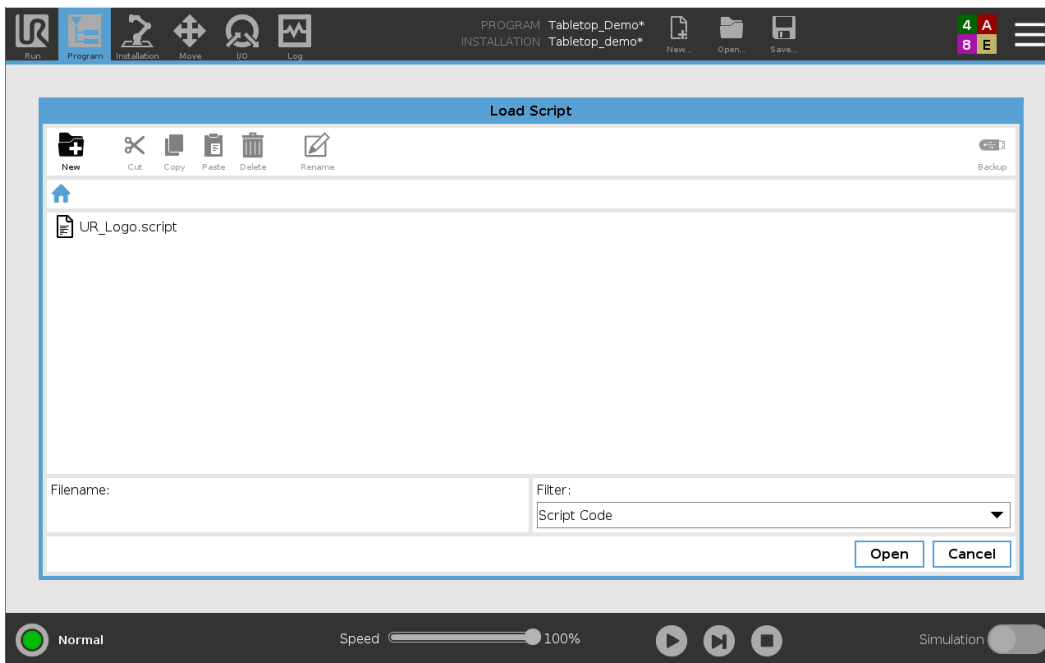 UR
PROGRAM Tabletop_Demo*
INSTALLATION Tabletop_demo*
Run Program Installation Move I/O Log
New... Open... Save...
4 A
8 E
Load Script
New Cut Copy Paste Delete Rename Backup
UR_Logo.script
Filename:
Filter:
Script Code
Open Cancel
Normal Speed 100% Simulation